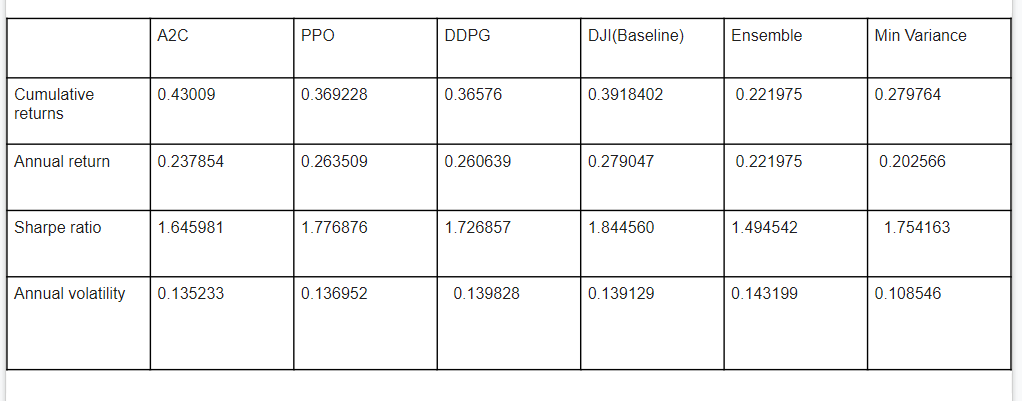 A2C PPO DDPG DJI(Baseline) Ensemble Min Variance
Cumulative returns 0.43009 0.369228 0.36576 0.3918402 0.221975 0.279764
Annual return 0.237854 0.263509 0.260639 0.279047 0.221975 0.202566
Sharpe ratio 1.645981 1.776876 1.726857 1.844560 1.494542 1.754163
Annual volatility 0.135233 0.136952 0.139828 0.139129 0.143199 0.108546